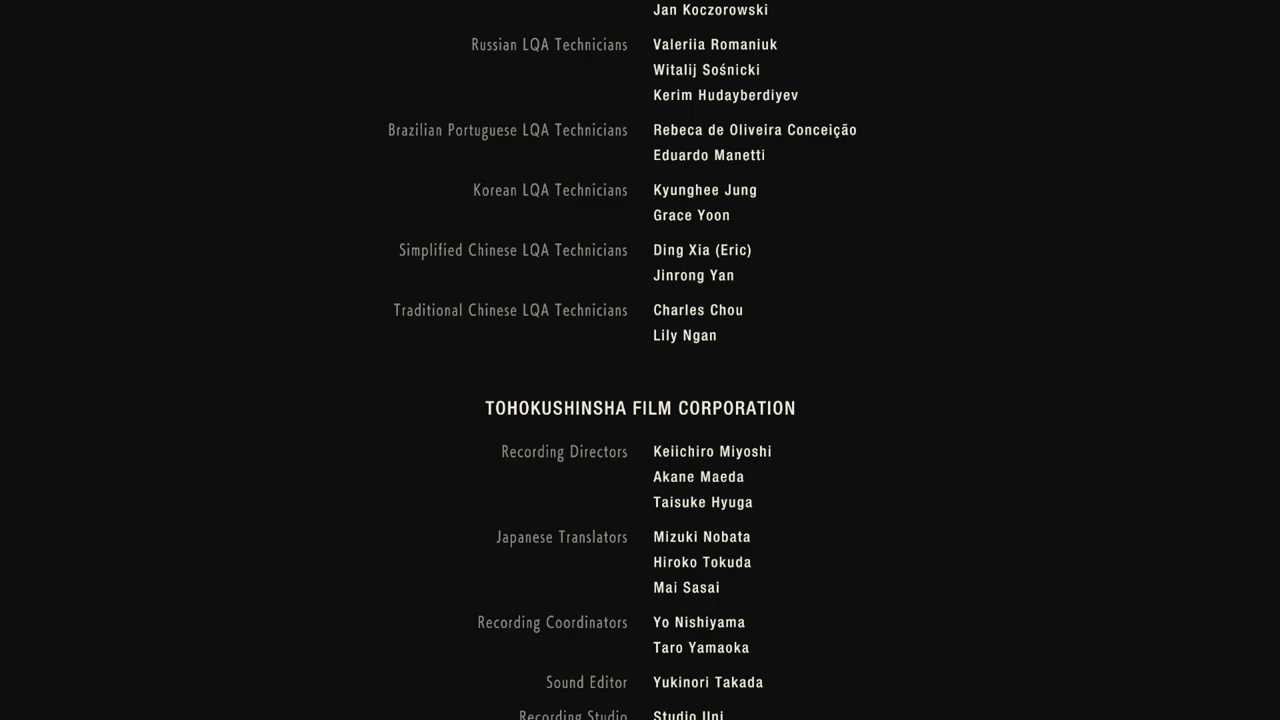 Jan Koczorowski
Russian LQA Technicians Valeriia Romaniuk
Witalij Sośnicki
Kerim Hudayberdiyev
Brazilian Portuguese LQA Technicians Rebeca de Oliveira Conceição
Eduardo Manetti
Korean LQA Technicians Kyunghee Jung
Grace Yoon
Simplified Chinese LQA Technicians Ding Xia (Eric)
Jinrong Yan
Traditional Chinese LQA Technicians Charles Chou
Lily Ngan
TOHOKUSHINSHA FILM CORPORATION
Recording Directors Keiichiro Miyoshi
Akane Maeda
Taisuke Hyuga
Japanese Translators Mizuki Nobata
Hiroko Tokuda
Mai Sasai
Recording Coordinators Yo Nishiyama
Taro Yamaoka
Sound Editor Yukinori Takada
Recording Studio Studio Uni